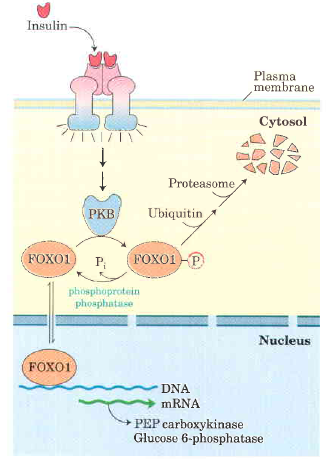 Insulin
Plasma
membrane
Cytosol
Proteasome
Ubiquitin
PKB
FOXO1
FOXO1
P
Pi
phosphoprotein
phosphatase
Nucleus
FOXO1
DNA
mRNA
PEP carboxykinase
Glucose 6-phosphatase